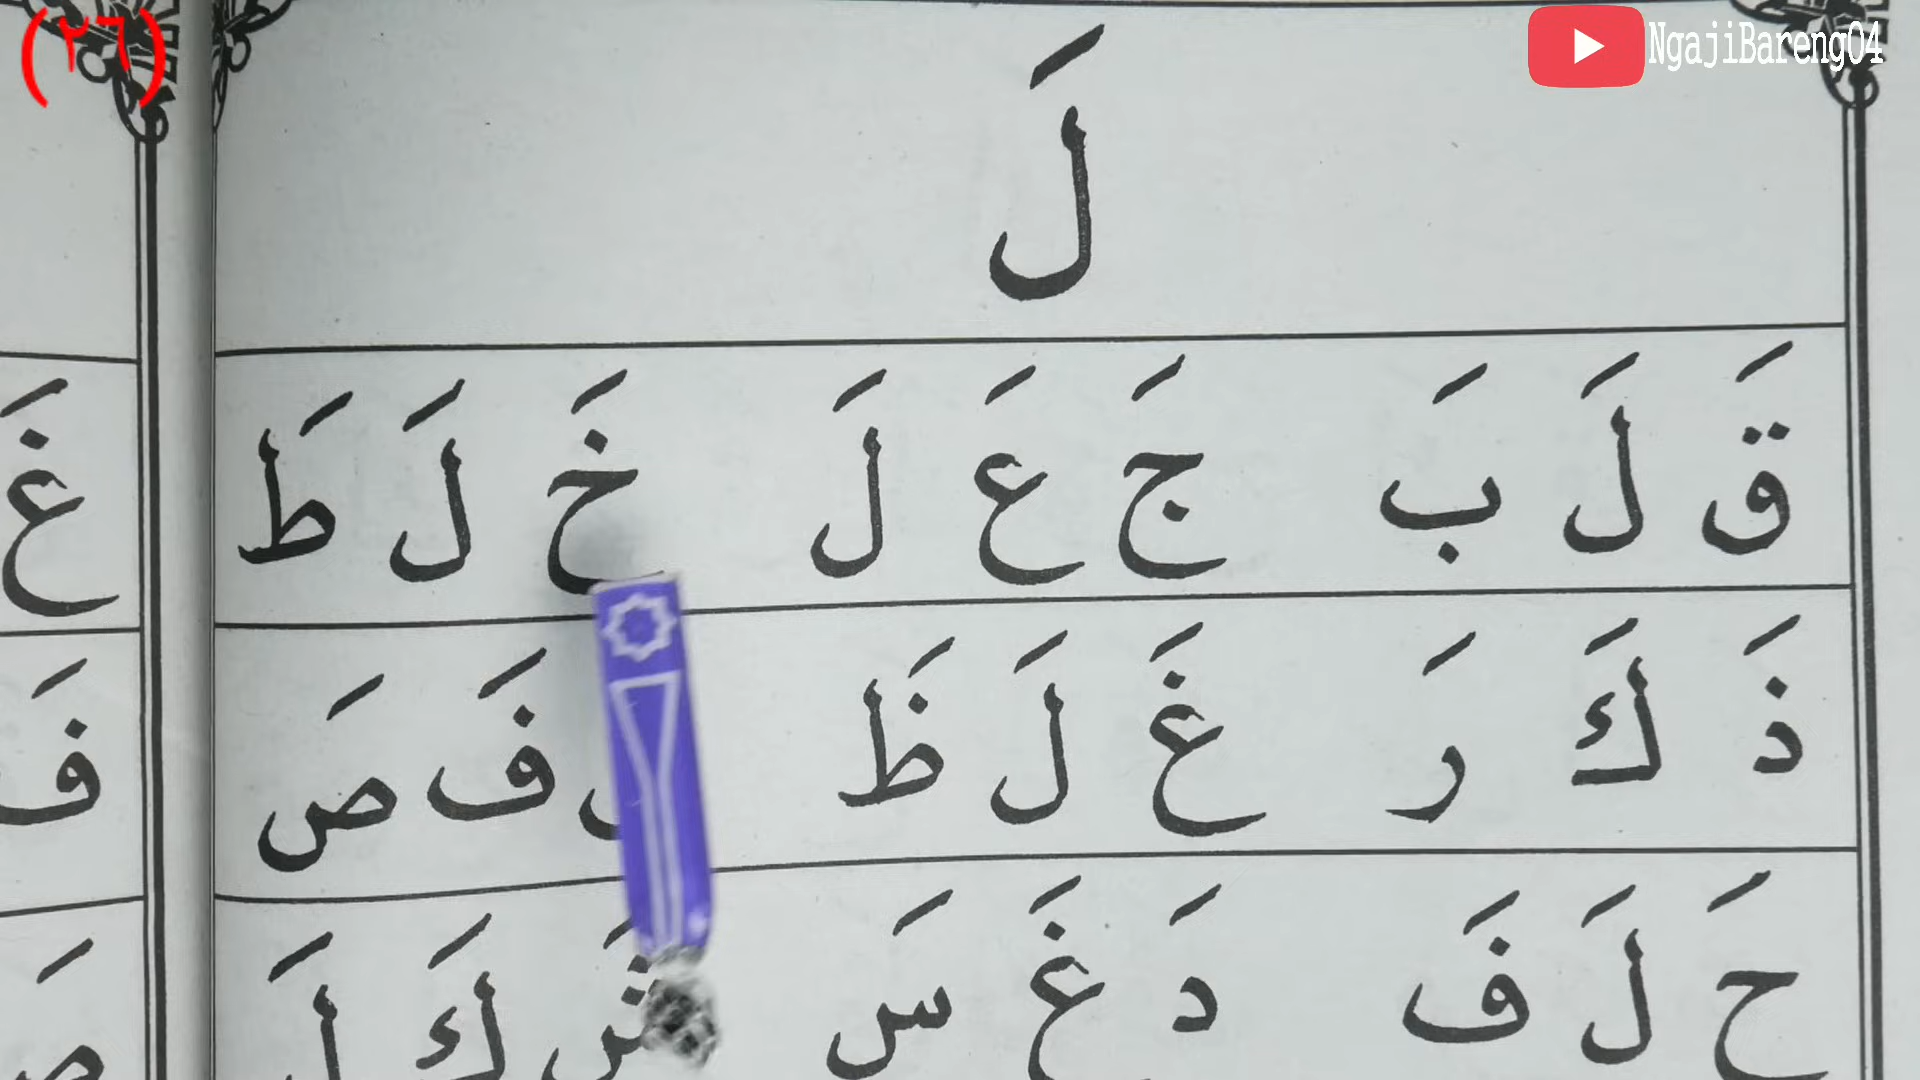 (٢٦)
NgajiBareng04
لَ
قَ لَ بَ جَ عَ لَ خَ لَ طَ
ذَ كَ رَ غَ لَ ظَ فَ صَ
حَ لَ فَ دَ غَ سَ شَ كَ لَ
غَ
فَ
صَ